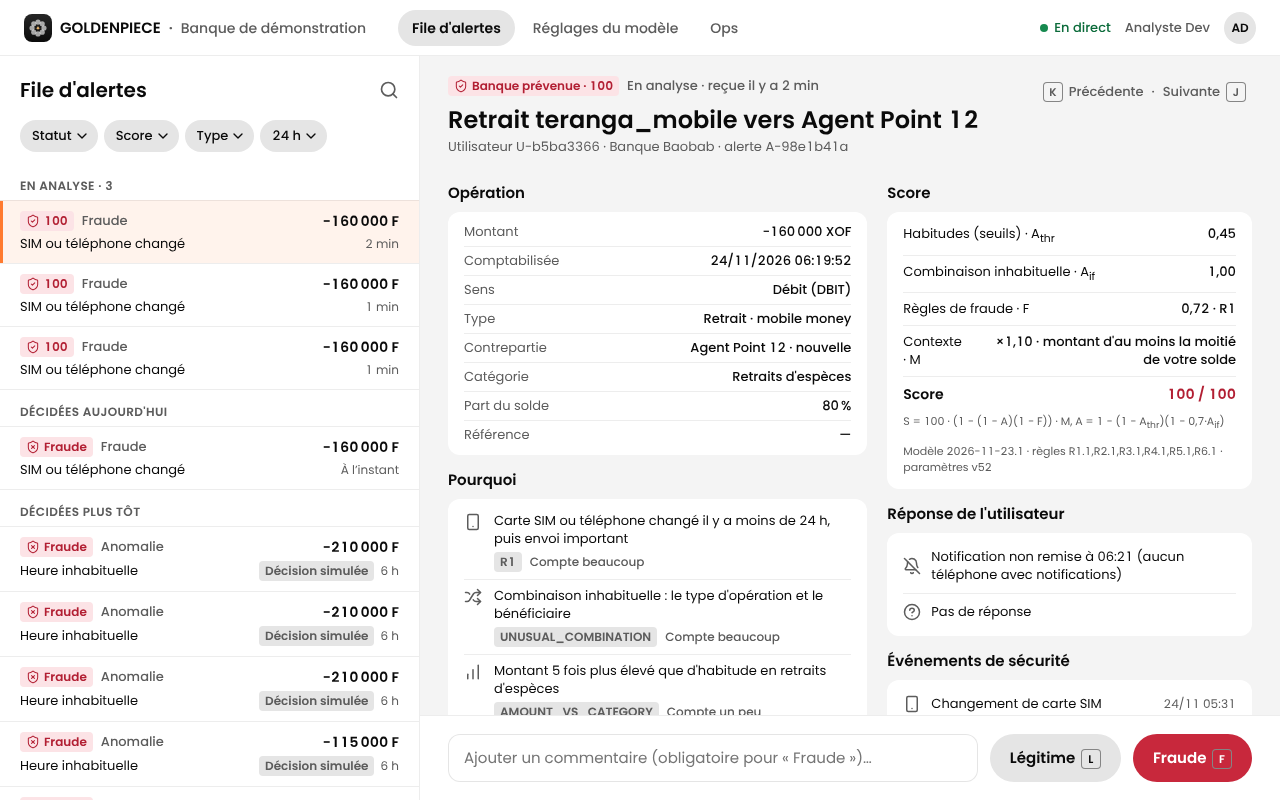 GOLDENPIECE · Banque de démonstration
File d'alertes
Réglages du modèle
Ops
En direct
Analyste Dev
AD
File d'alertes
Statut
Score
Type
24 h
EN ANALYSE · 3
100 Fraude -160 000 F
SIM ou téléphone changé 2 min
100 Fraude -160 000 F
SIM ou téléphone changé 1 min
100 Fraude -160 000 F
SIM ou téléphone changé 1 min
DÉCIDÉES AUJOURD'HUI
Fraude Fraude -160 000 F
SIM ou téléphone changé À l'instant
DÉCIDÉES PLUS TÔT
Fraude Anomalie -210 000 F
Heure inhabituelle Décision simulée 6 h
Fraude Anomalie -210 000 F
Heure inhabituelle Décision simulée 6 h
Fraude Anomalie -210 000 F
Heure inhabituelle Décision simulée 6 h
Fraude Anomalie -115 000 F
Heure inhabituelle Décision simulée 6 h
Banque prévenue · 100 En analyse · reçue il y a 2 min
K Précédente · Suivante J
Retrait teranga_mobile vers Agent Point 12
Utilisateur U-b5ba3366 · Banque Baobab · alerte A-98e1b41a
Opération
Montant -160 000 XOF
Comptabilisée 24/11/2026 06:19:52
Sens Débit (DBIT)
Type Retrait · mobile money
Contrepartie Agent Point 12 · nouvelle
Catégorie Retraits d'espèces
Part du solde 80 %
Référence —
Pourquoi
Carte SIM ou téléphone changé il y a moins de 24 h,
puis envoi important
R1 Compte beaucoup
Combinaison inhabituelle : le type d'opération et le
bénéficiaire
UNUSUAL_COMBINATION Compte beaucoup
Montant 5 fois plus élevé que d'habitude en retraits
d'espèces
AMOUNT_VS_CATEGORY Compte un peu
Score
Habitudes (seuils) · Athr 0,45
Combinaison inhabituelle · Aif 1,00
Règles de fraude · F 0,72 · R1
Contexte ×1,10 · montant d'au moins la moitié
· M de votre solde
Score 100 / 100
S = 100 · (1 - (1 - A)(1 - F)) · M, A = 1 - (1 - Athr)(1 - 0,7·Aif)
Modèle 2026-11-23.1 · règles R1.1,R2.1,R3.1,R4.1,R5.1,R6.1 ·
paramètres v52
Réponse de l'utilisateur
Notification non remise à 06:21 (aucun
téléphone avec notifications)
Pas de réponse
Événements de sécurité
Changement de carte SIM 24/11 05:31
Ajouter un commentaire (obligatoire pour « Fraude »)…
Légitime L
Fraude F